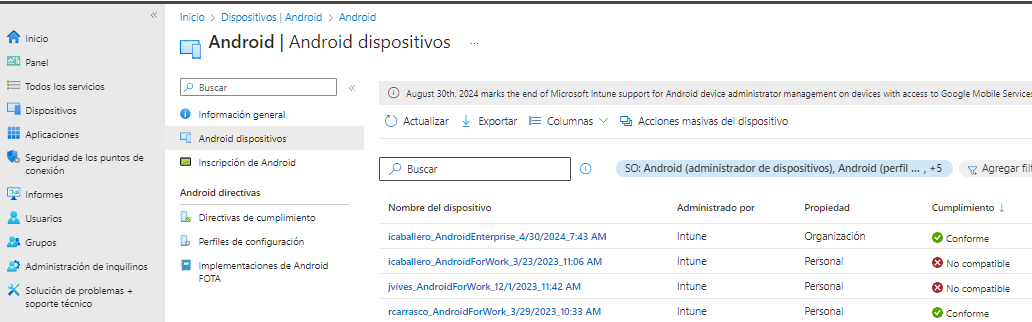 «
Inicio
Panel
Todos los servicios
Dispositivos
Aplicaciones
Seguridad de los puntos de
conexión
Informes
Usuarios
Grupos
Administración de inquilinos
Solución de problemas +
soporte técnico
Inicio > Dispositivos | Android > Android
Android | Android dispositivos ...
Buscar «
Información general
Android dispositivos
Inscripción de Android
Android directivas
Directivas de cumplimiento
Perfiles de configuración
Implementaciones de Android
FOTA
August 30th, 2024 marks the end of Microsoft Intune support for Android device administrator management on devices with access to Google Mobile Services
Actualizar Exportar Columnas Acciones masivas del dispositivo
Buscar SO: Android (administrador de dispositivos), Android (perfil ... , +5 Agregar filt
Nombre del dispositivo Administrado por Propiedad Cumplimiento ↓
icaballero_AndroidEnterprise_4/30/2024_7:43 AM Intune Organización Conforme
icaballero_AndroidForWork_3/23/2023_11:06 AM Intune Personal No compatible
jvives_AndroidForWork_12/1/2023_11:42 AM Intune Personal No compatible
rcarrasco_AndroidForWork_3/29/2023_10:33 AM Intune Personal Conforme